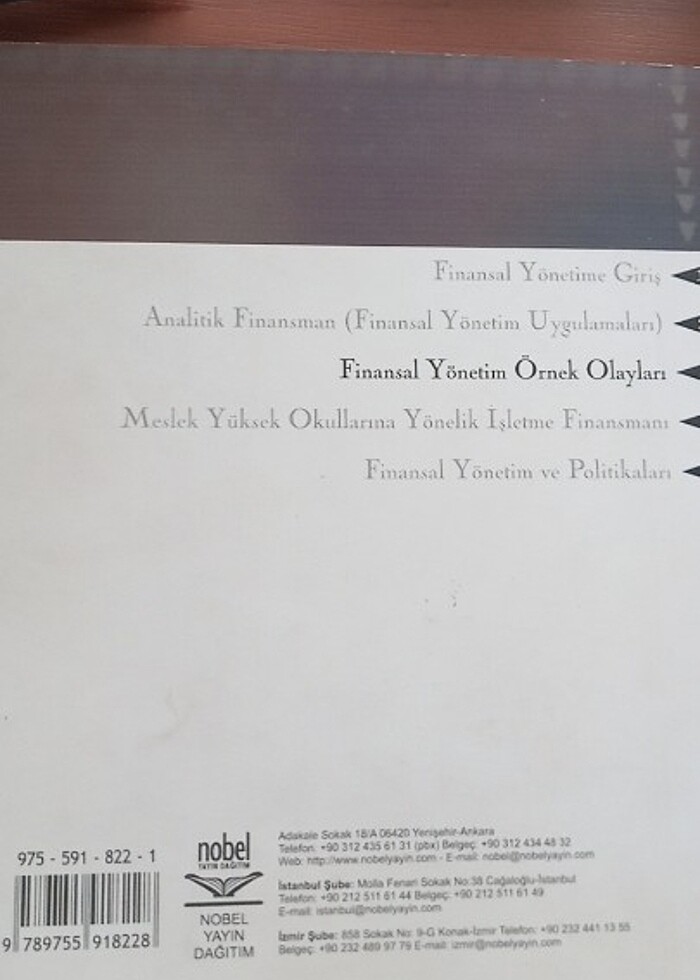 Finansal Yönetime Giriş
Analitik Finansman (Finansal Yönetim Uygulamaları)
Finansal Yönetim Örnek Olayları
Meslek Yüksek Okullarına Yönelik İşletme Finansmanı
Finansal Yönetim ve Politikaları
975 - 591 - 822 - 1
9 789755 918228
nobel
YAYIN DAĞITIM
NOBEL
YAYIN
DAĞITIM
Adakale Sokak 18/A 06420 Yenişehir-Ankara
Telefon: +90 312 435 61 31 (pbx) Belgeç: +90 312 434 48 32
Web: http://www.nobelyayin.com - E-mail: nobel@nobelyayin.com
İstanbul Şube: Molla Fenari Sokak No:38 Cağaloğlu-İstanbul
Telefon: +90 212 511 61 44 Belgeç: +90 212 511 61 49
E-mail: istanbul@nobelyayin.com
İzmir Şube: 858 Sokak No: 9-G Konak-İzmir Telefon: +90 232 441 13 55
Belgeç: +90 232 489 97 79 E-mail: izmir@nobelyayin.com